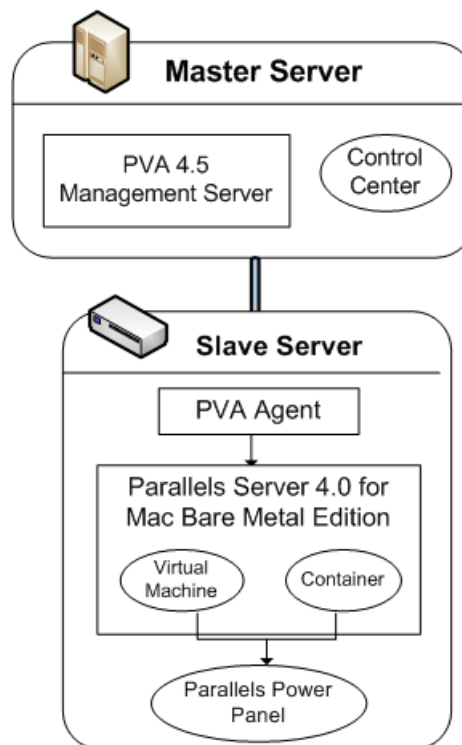 Master Server
PVA 4.5
Management Server
Control
Center
Slave Server
PVA Agent
Parallels Server 4.0 for
Mac Bare Metal Edition
Virtual
Machine
Container
Parallels Power
Panel